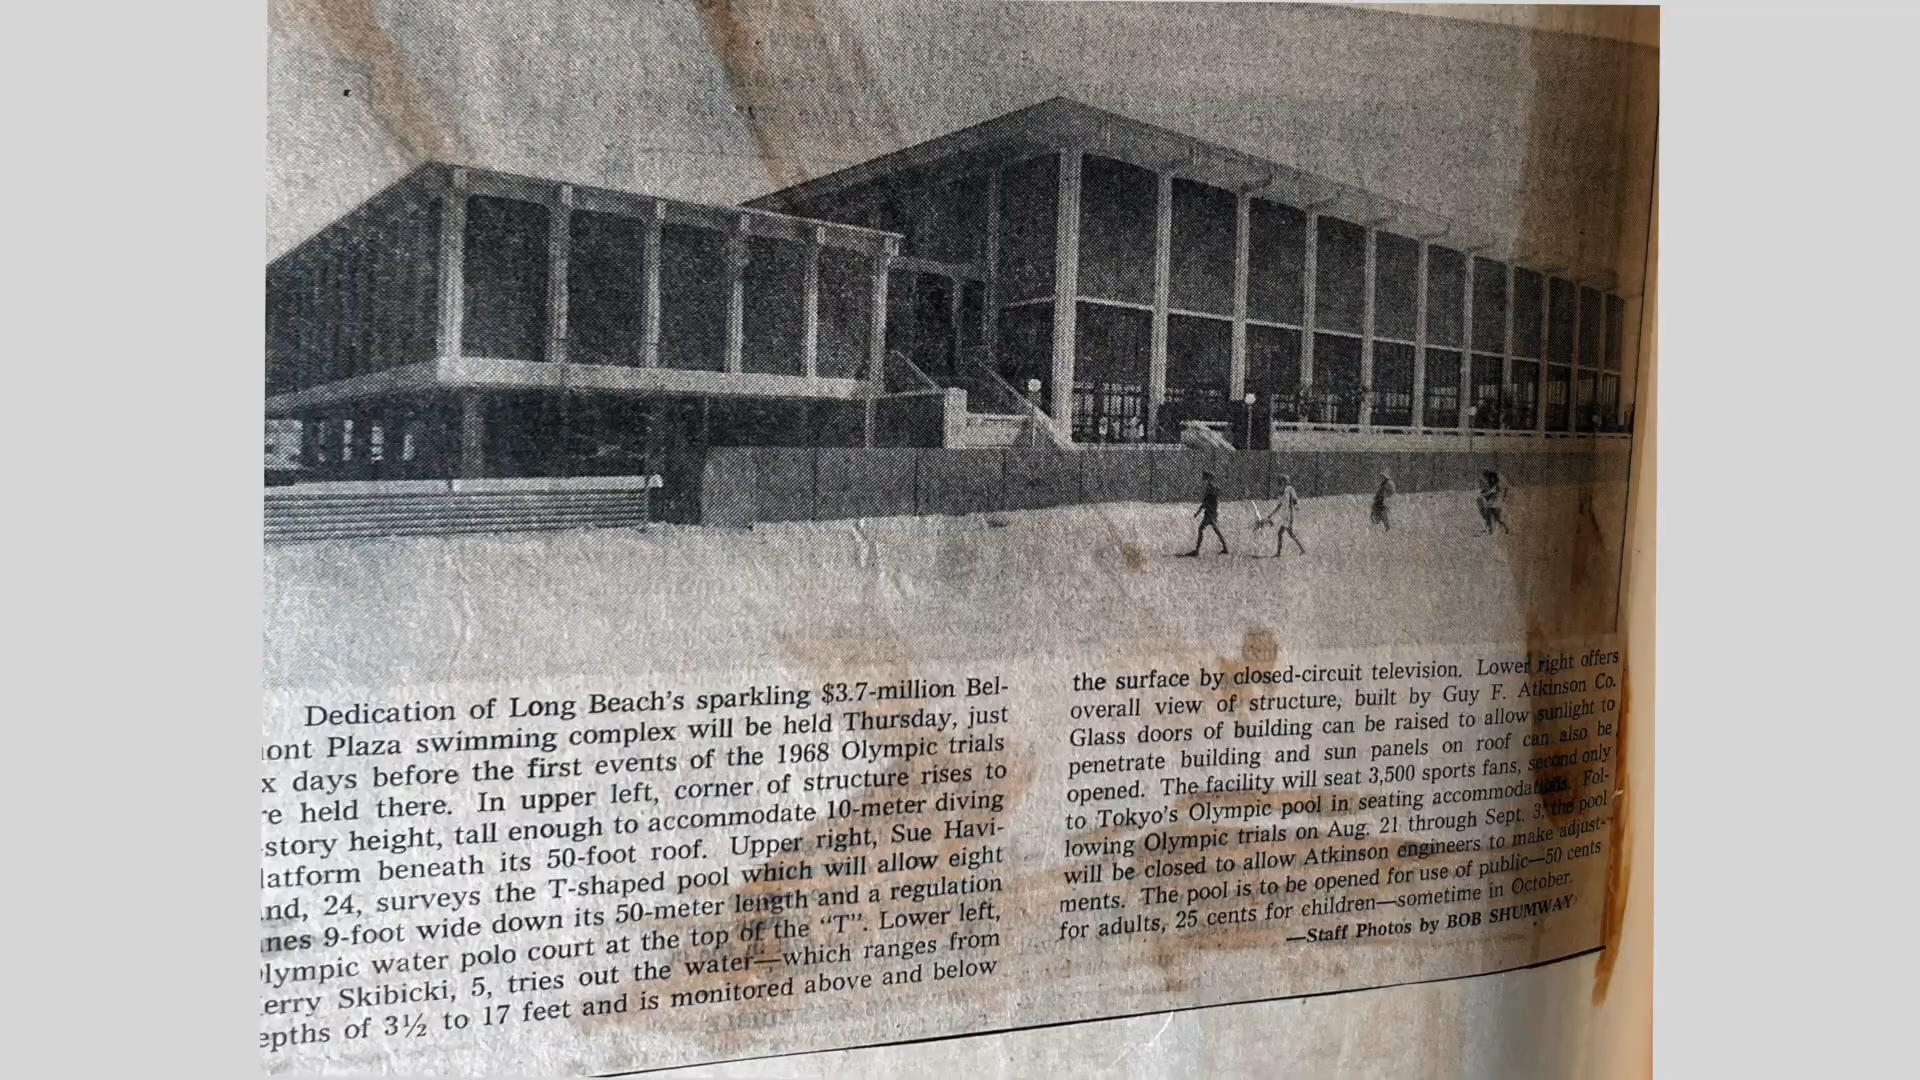 Dedication of Long Beach's sparkling $3.7-million Bel-
ont Plaza swimming complex will be held Thursday, just
x days before the first events of the 1968 Olympic trials
e held there. In upper left, corner of structure rises to
story height, tall enough to accommodate 10-meter diving
latform beneath its 50-foot roof. Upper right, Sue Havi-
nd, 24, surveys the T-shaped pool which will allow eight
nes 9-foot wide down its 50-meter length and a regulation
lympic water polo court at the top of the "T". Lower left,
erry Skibicki, 5, tries out the water—which ranges from
epths of 3½ to 17 feet and is monitored above and below
the surface by closed-circuit television. Lower right offers
overall view of structure, built by Guy F. Atkinson Co.
Glass doors of building can be raised to allow sunlight to
penetrate building and sun panels on roof can also be
opened. The facility will seat 3,500 sports fans, second only
to Tokyo's Olympic pool in seating accommodations. Fol-
lowing Olympic trials on Aug. 21 through Sept. 3, the pool
will be closed to allow Atkinson engineers to make adjust-
ments. The pool is to be opened for use of public—50 cents
for adults, 25 cents for children—sometime in October.
—Staff Photos by BOB SHUMWAY